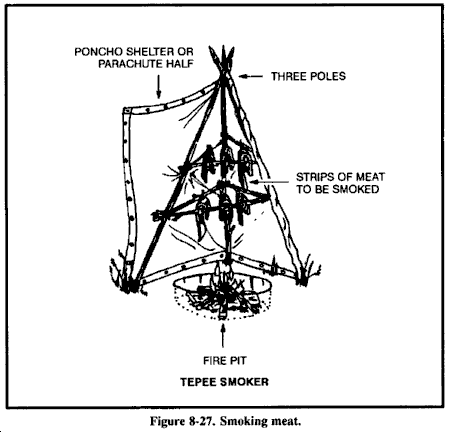 PONCHO SHELTER OR
PARACHUTE HALF
THREE POLES
STRIPS OF MEAT
TO BE SMOKED
FIRE PIT
TEPEE SMOKER
Figure 8-27. Smoking meat.